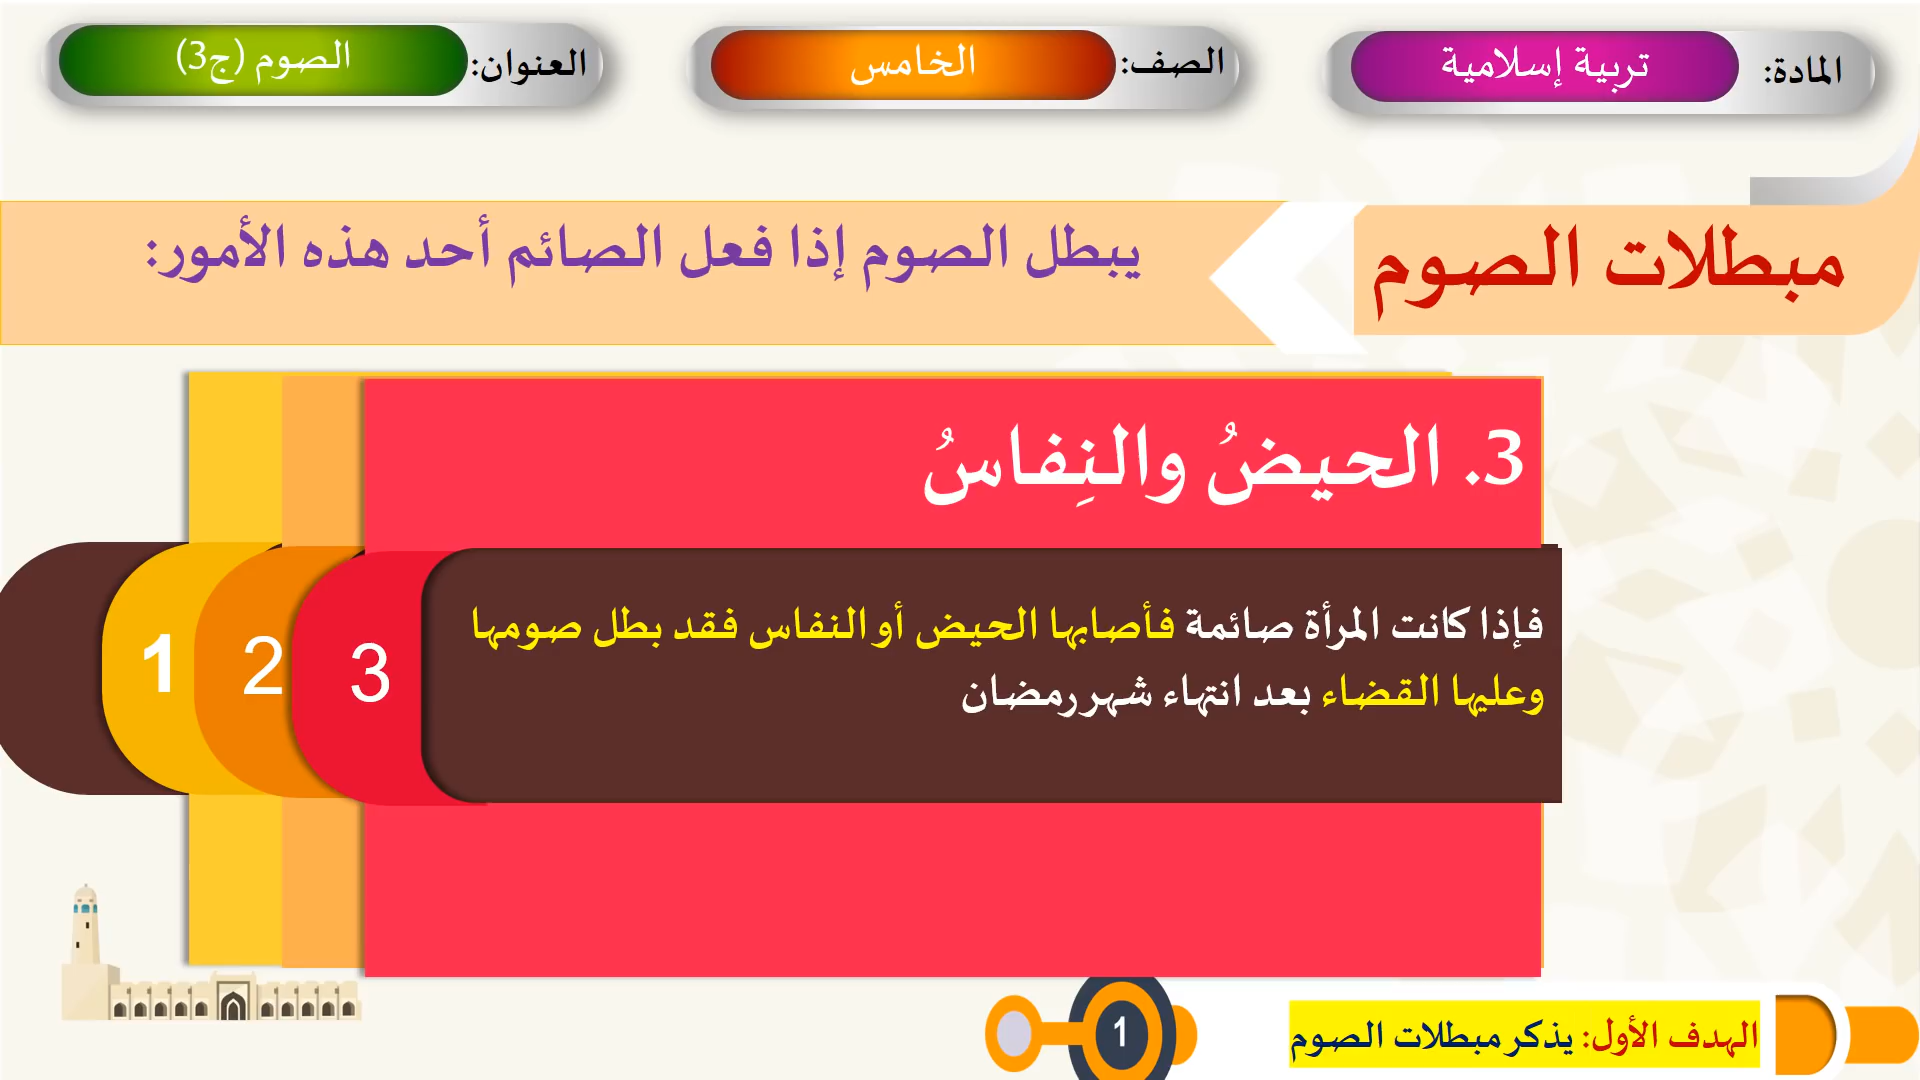 المادة: تربية إسلامية
الصف: الخامس
العنوان: الصوم (ج3)
مبطلات الصوم
يبطل الصوم إذا فعل الصائم أحد هذه الأمور:
3. الحيضُ والنِفاسُ
فإذا كانت المرأة صائمة فأصابها الحيض أو النفاس فقد بطل صومها
وعليها القضاء بعد انتهاء شهر رمضان
1 2 3
الهدف الأول: يذكر مبطلات الصوم
1